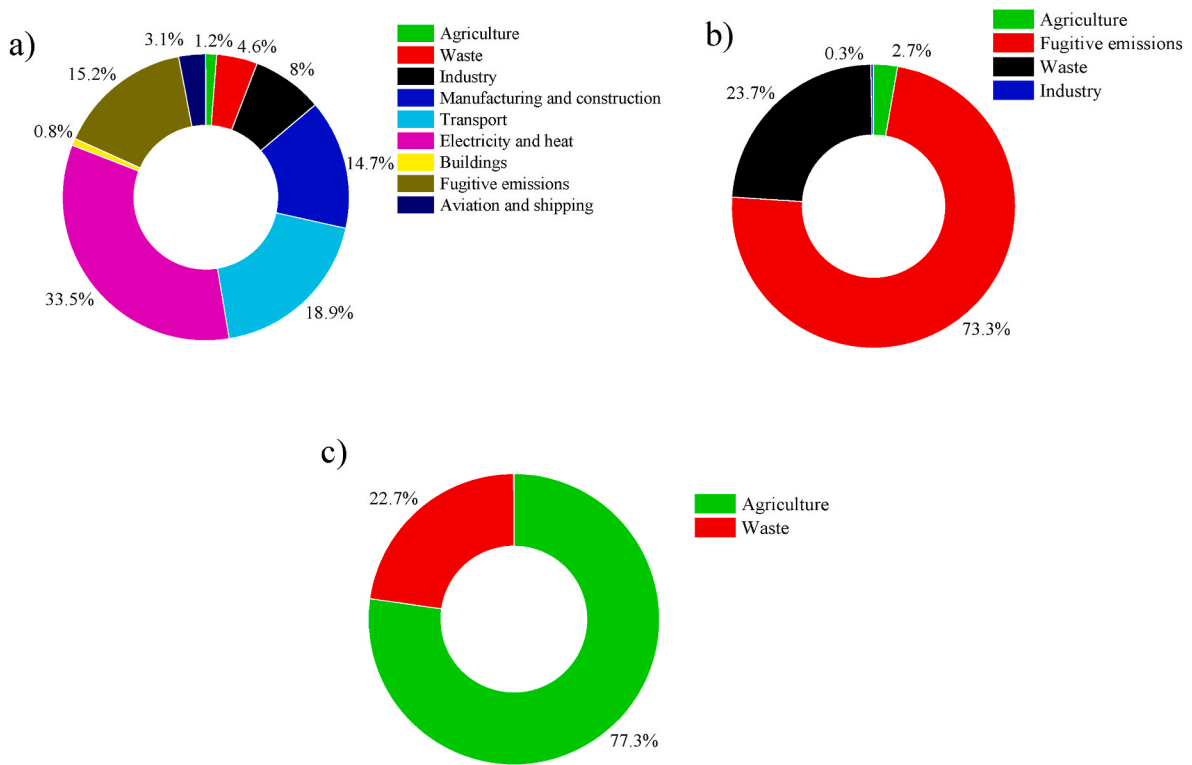 a)
3.1%
1.2%
4.6%
8%
14.7%
18.9%
33.5%
0.8%
15.2%
Agriculture
Waste
Industry
Manufacturing and construction
Transport
Electricity and heat
Buildings
Fugitive emissions
Aviation and shipping
b)
0.3%
2.7%
23.7%
73.3%
Agriculture
Fugitive emissions
Waste
Industry
c)
22.7%
77.3%
Agriculture
Waste